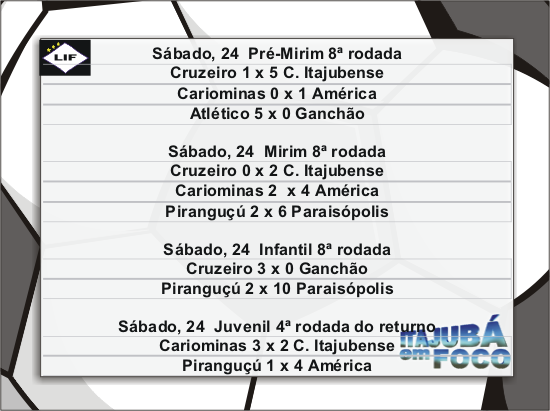 LIF
Sábado, 24 Pré-Mirim 8ª rodada
Cruzeiro 1 x 5 C. Itajubense
Cariominas 0 x 1 América
Atlético 5 x 0 Ganchão
Sábado, 24 Mirim 8ª rodada
Cruzeiro 0 x 2 C. Itajubense
Cariominas 2 x 4 América
Piranguçú 2 x 6 Paraisópolis
Sábado, 24 Infantil 8ª rodada
Cruzeiro 3 x 0 Ganchão
Piranguçú 2 x 10 Paraisópolis
Sábado, 24 Juvenil 4ª rodada do returno
Cariominas 3 x 2 C. Itajubense
Piranguçú 1 x 4 América
ITAJUBÁ
em FOCO